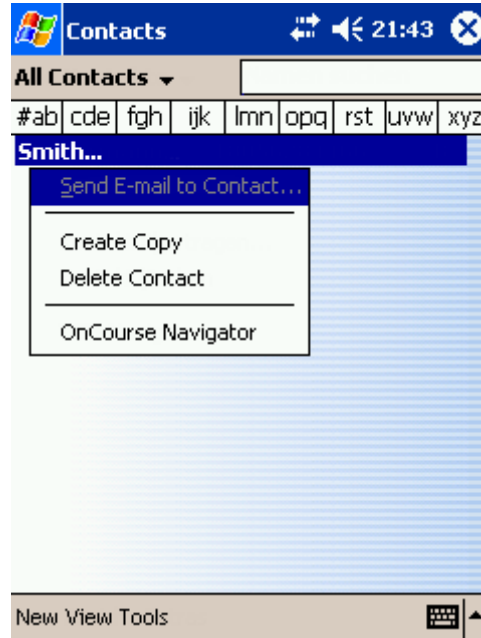 Contacts 21:43
All Contacts
#ab cde fgh ijk lmn opq rst uvw xyz
Smith...
Send E-mail to Contact...
Create Copy
Delete Contact
OnCourse Navigator
New View Tools